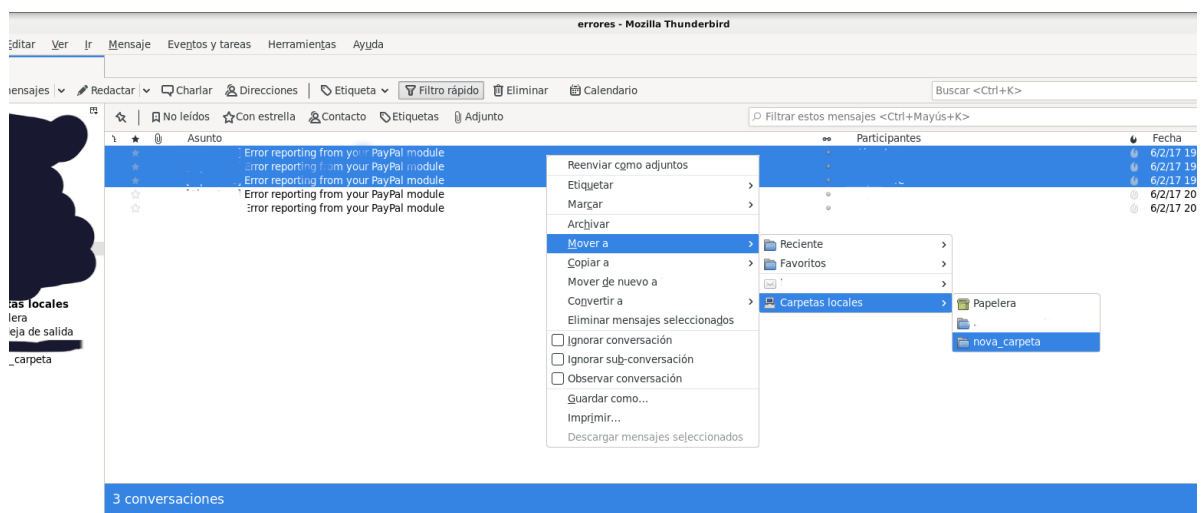 errores - Mozilla Thunderbird
Editar Ver Ir Mensaje Eventos y tareas Herramientas Ayuda
Redactar Charlar Direcciones Etiqueta Filtro rápido Eliminar Calendario Buscar <Ctrl+K>
No leídos Con estrella Contacto Etiquetas Adjunto Filtrar estos mensajes <Ctrl+Mayús+K>
Asunto Participantes Fecha
Error reporting from your PayPal module 6/2/17 19
Error reporting from your PayPal module 6/2/17 19
Error reporting from your PayPal module 6/2/17 19
Error reporting from your PayPal module 6/2/17 20
Error reporting from your PayPal module 6/2/17 20
Reenviar como adjuntos
Etiquetar
Marcar
Archivar
Mover a
Copiar a
Mover de nuevo a
Convertir a
Eliminar mensajes seleccionados
Ignorar conversación
Ignorar sub-conversación
Observar conversación
Guardar como...
Imprimir...
Descargar mensajes seleccionados
Reciente
Favoritos
Carpetas locales
Papelera
nova_carpeta
tas locales
lera
eja de salida
_carpeta
3 conversaciones